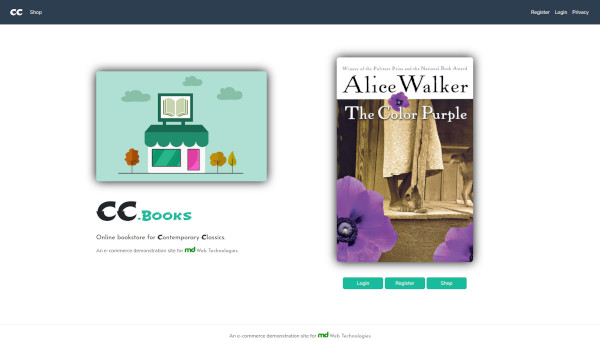 CC Shop Register Login Privacy
Winner of the Pulitzer Prize and the National Book Award
Alice Walker
The Color Purple
CC.Books
Online bookstore for Contemporary Classics.
An e-commerce demonstration site for md Web Technologies.
Login Register Shop
An e-commerce demonstration site for md Web Technologies